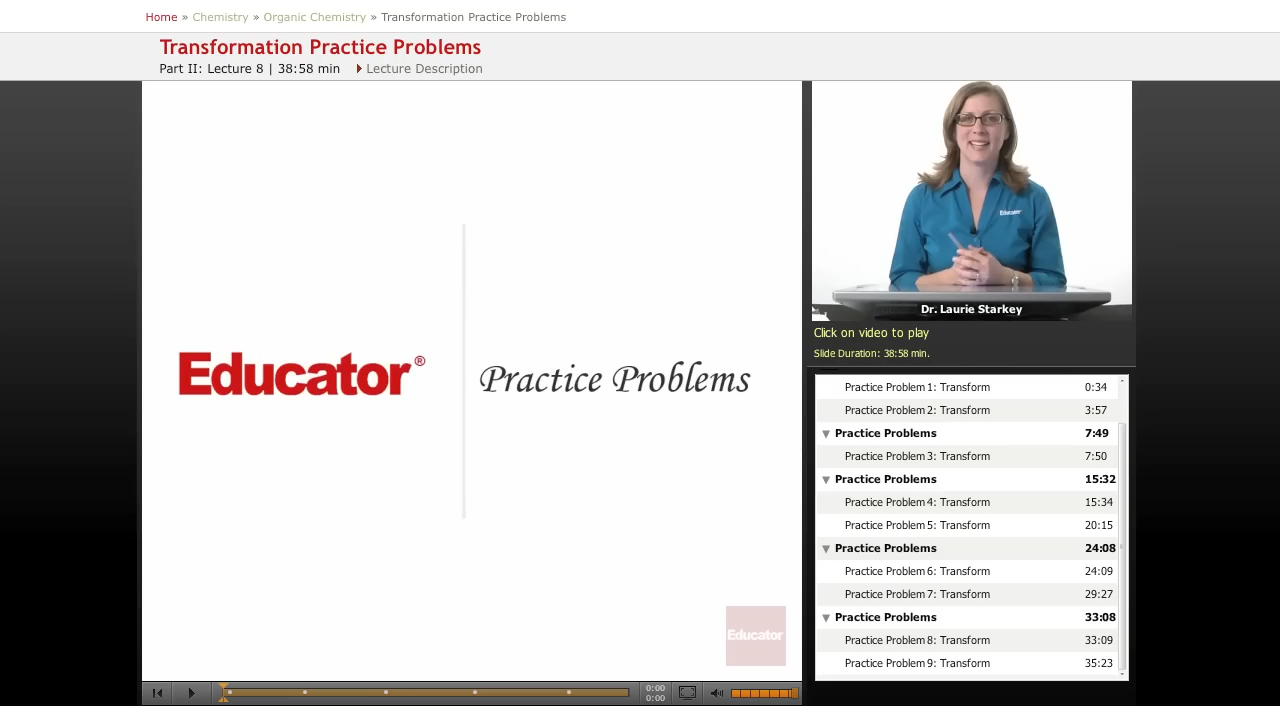 Home » Chemistry » Organic Chemistry » Transformation Practice Problems
Transformation Practice Problems
Part II: Lecture 8 | 38:58 min Lecture Description
Educator® Practice Problems
Educator
Educator
Dr. Laurie Starkey
Click on video to play
Slide Duration: 38:58 min.
Practice Problem 1: Transform 0:34
Practice Problem 2: Transform 3:57
Practice Problems 7:49
Practice Problem 3: Transform 7:50
Practice Problems 15:32
Practice Problem 4: Transform 15:34
Practice Problem 5: Transform 20:15
Practice Problems 24:08
Practice Problem 6: Transform 24:09
Practice Problem 7: Transform 29:27
Practice Problems 33:08
Practice Problem 8: Transform 33:09
Practice Problem 9: Transform 35:23
0:00
0:00